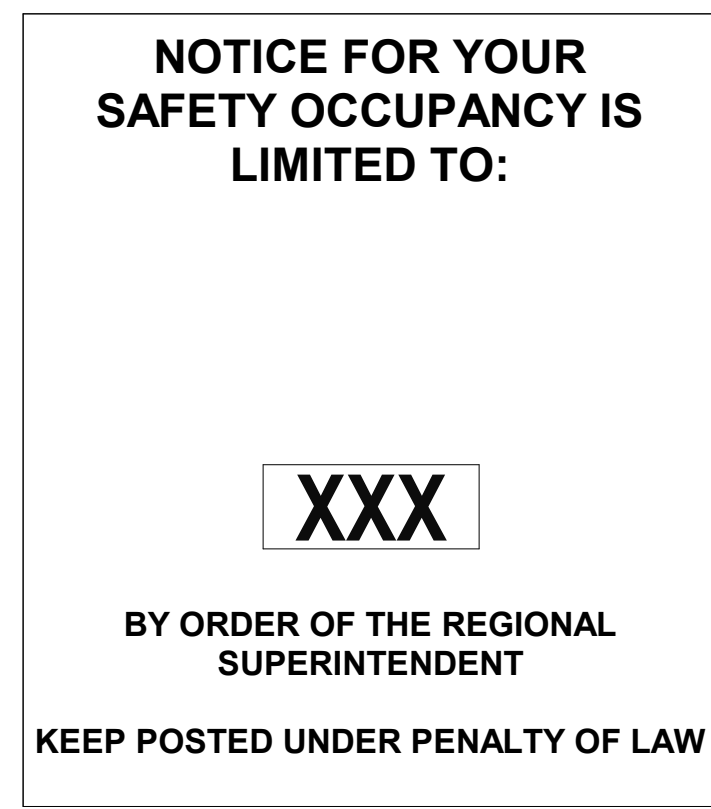 NOTICE FOR YOUR
SAFETY OCCUPANCY IS
LIMITED TO:
XXX
BY ORDER OF THE REGIONAL
SUPERINTENDENT
KEEP POSTED UNDER PENALTY OF LAW